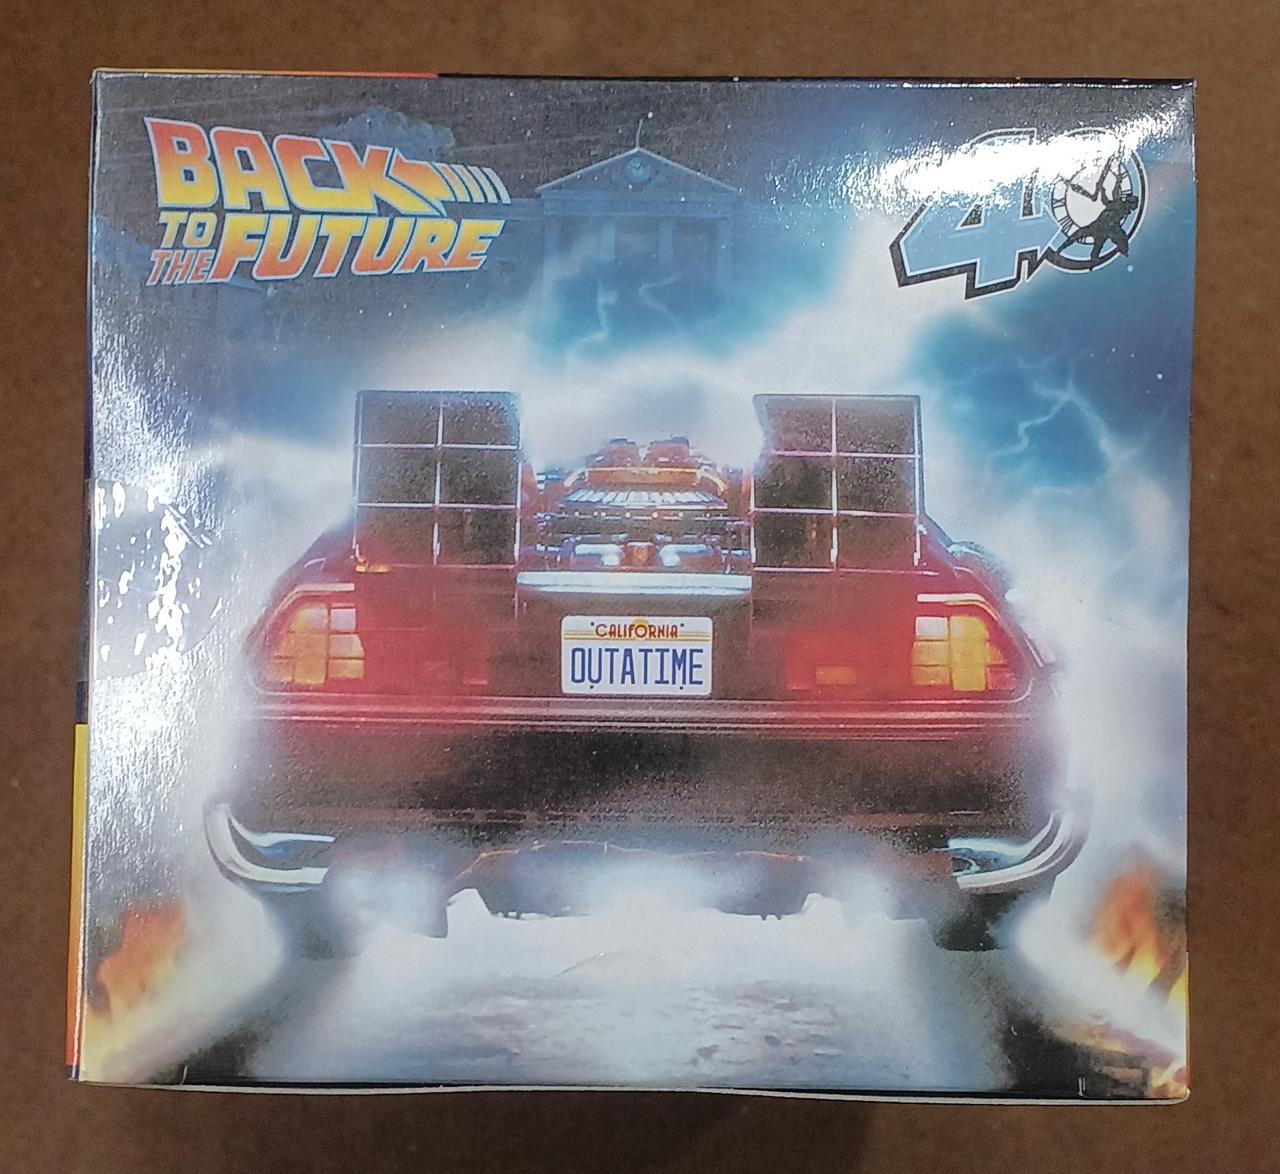 BACK
TO
THE FUTURE
40
CALIFORNIA
OUTATIME